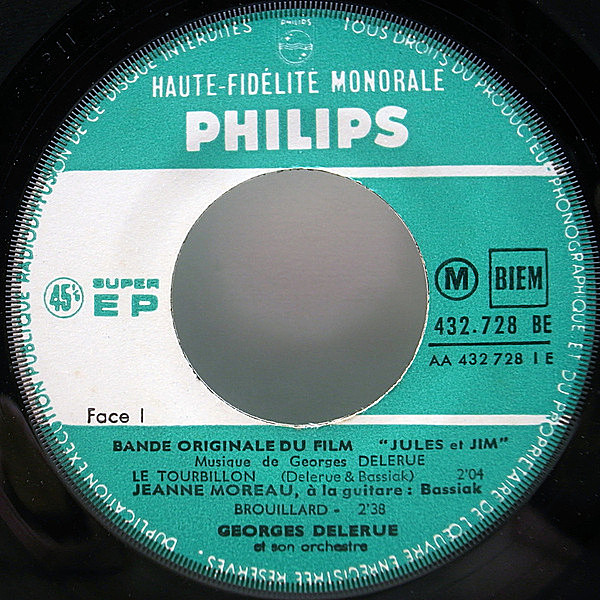 PHILIPS
HAUTE-FIDÉLITÉ MONORALE
PHILIPS
45 SUPER
EP
M BIEM
432.728 BE
AA 432 728 1 E
Face 1
BANDE ORIGINALE DU FILM "JULES et JIM"
Musique de Georges DELERUE
LE TOURBILLON (Delerue & Bassiak) 2'04
JEANNE MOREAU, à la guitare : Bassiak
BROUILLARD - 2'38
GEORGES DELERUE
et son orchestre
TOUS DROITS DU PRODUCTEUR PHONOGRAPHIQUE ET DU PROPRIÉTAIRE DE L'ŒUVRE ENREGISTRÉE RÉSERVÉS · DUPLICATION EXÉCUTION PUBLIQUE RADIODIFFUSION DE CE DISQUE INTERDITES